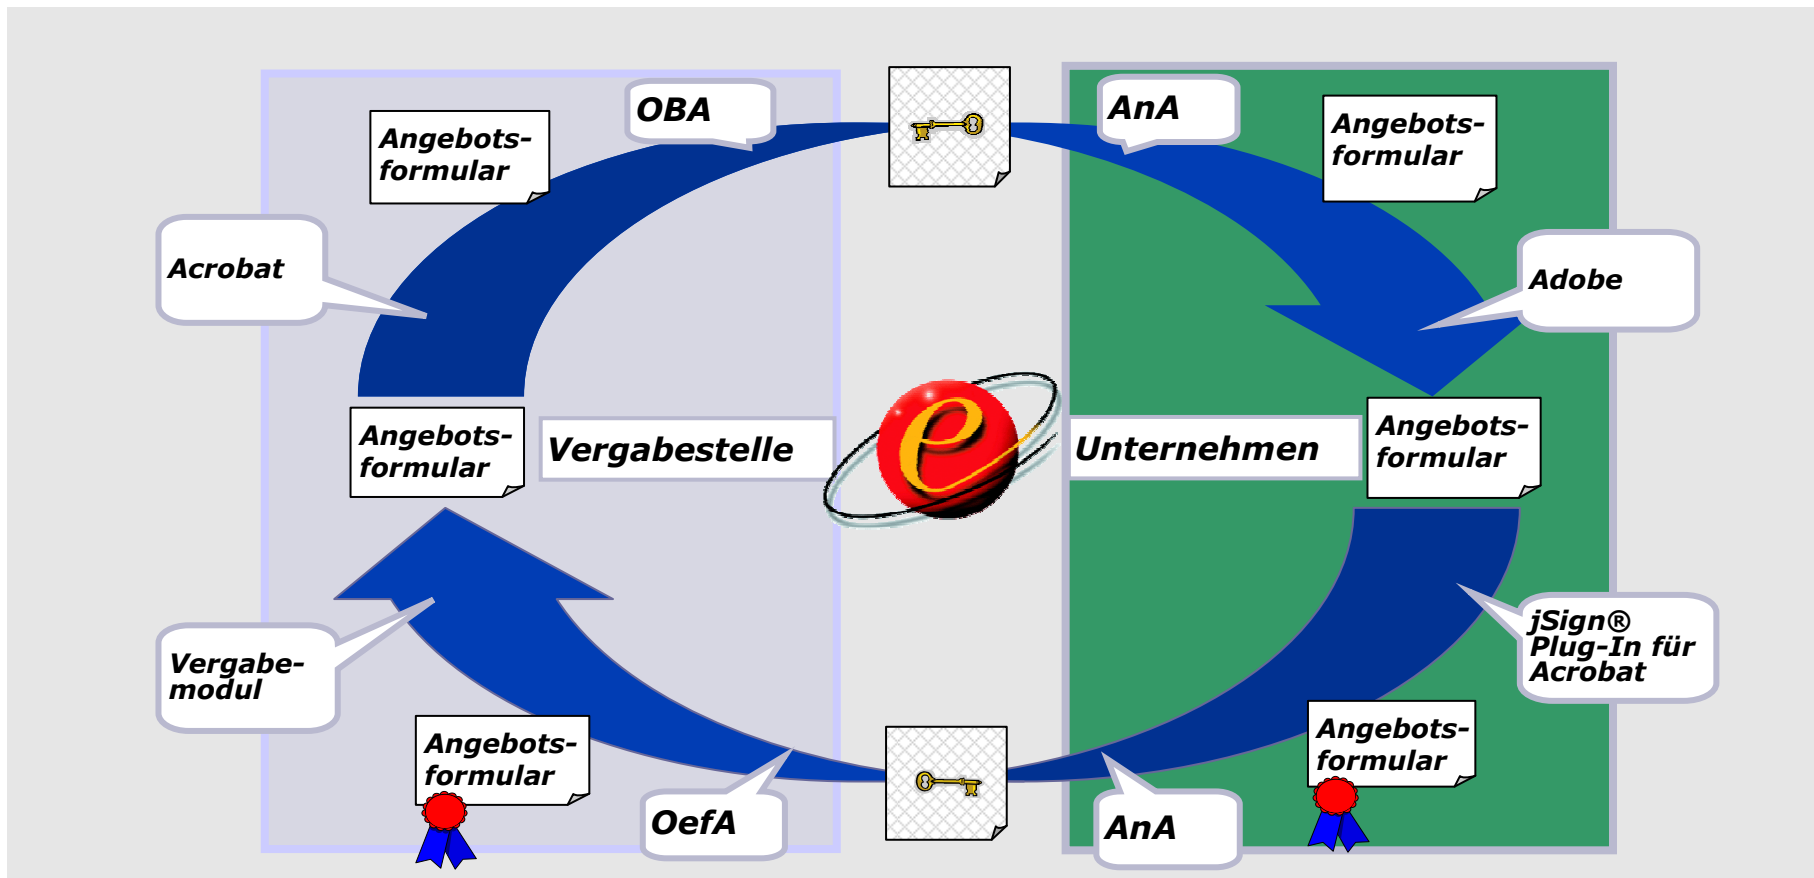 OBA
AnA
Angebots-
formular
Angebots-
formular
Acrobat
Adobe
Angebots-
formular
Vergabestelle
e
Unternehmen
Angebots-
formular
Vergabe-
modul
jSign®
Plug-In für
Acrobat
Angebots-
formular
Angebots-
formular
OefA
AnA